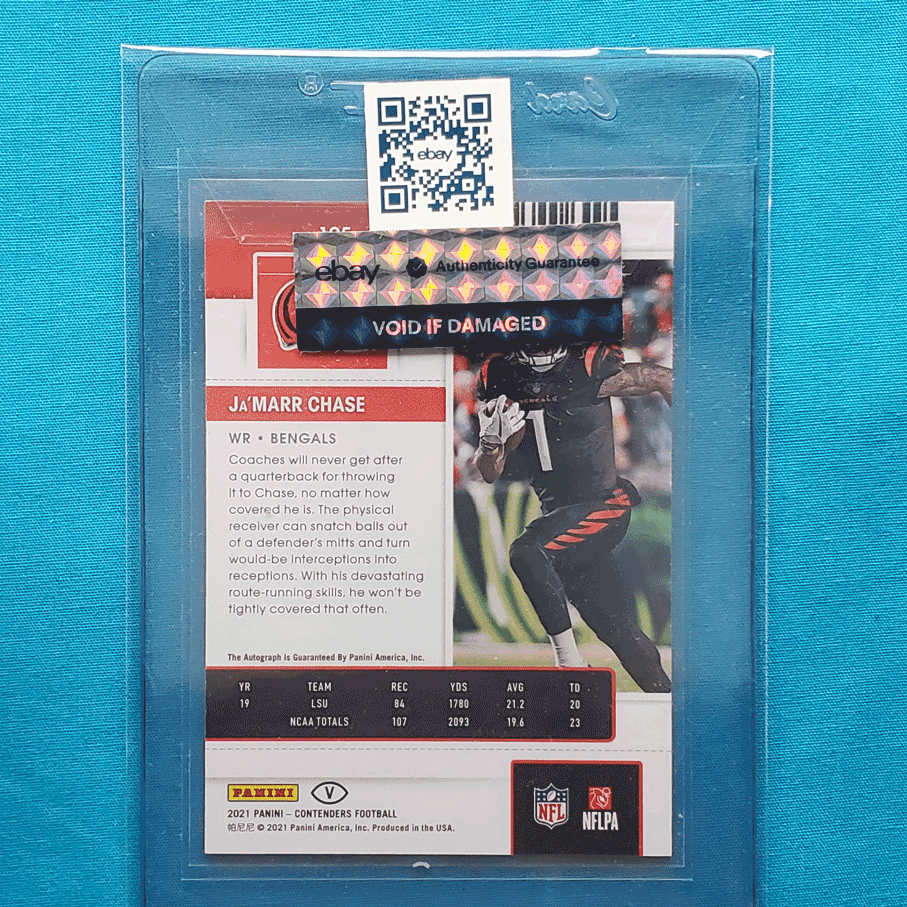 ebay
ebay Authenticity Guarantee
VOID IF DAMAGED
JA'MARR CHASE
WR • BENGALS
Coaches will never get after
a quarterback for throwing
it to Chase, no matter how
covered he is. The physical
receiver can snatch balls out
of a defender's mitts and turn
would-be interceptions into
receptions. With his devastating
route-running skills, he won't be
tightly covered that often.
The Autograph Is Guaranteed By Panini America, Inc.
BENGALS
1
YR TEAM REC YDS AVG TD
19 LSU 84 1780 21.2 20
NCAA TOTALS 107 2093 19.6 23
PANINI V
2021 PANINI – CONTENDERS FOOTBALL
帕尼尼 © 2021 Panini America, Inc. Produced in the USA.
NFL NFLPA